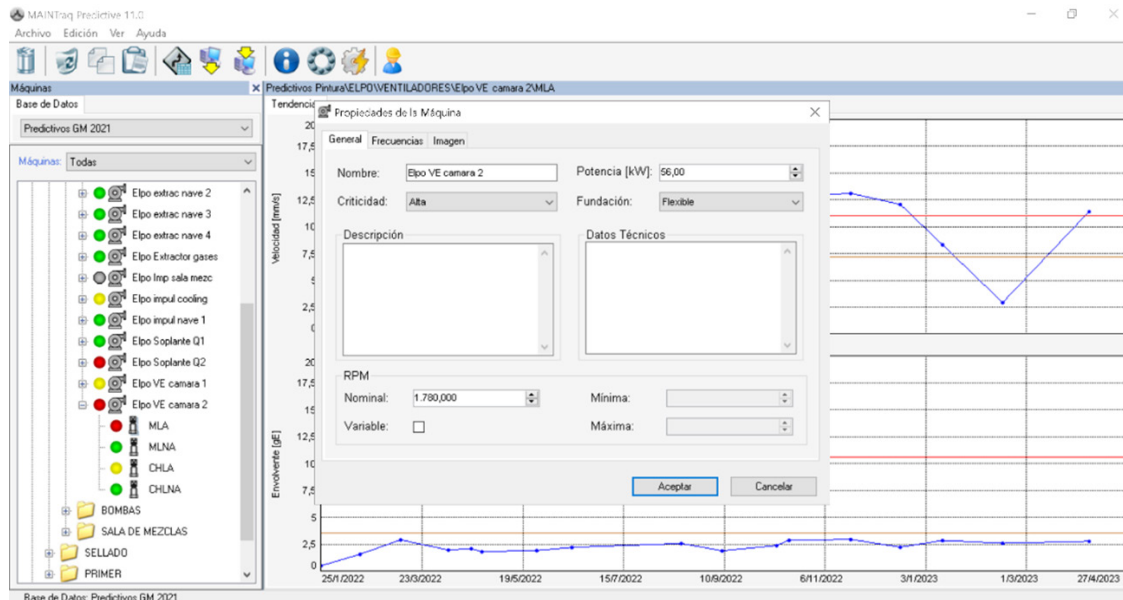 MAINTraq Predictive 11.0
Archivo Edición Ver Ayuda
Máquinas
Base de Datos
Predictivos GM 2021
Máquinas: Todas
Elpo extrac nave 2
Elpo extrac nave 3
Elpo extrac nave 4
Elpo Extractor gases
Elpo Imp sala mezc
Elpo impul cooling
Elpo impul nave 1
Elpo Soplante Q1
Elpo Soplante Q2
Elpo VE camara 1
Elpo VE camara 2
MLA
MLNA
CHLA
CHLNA
BOMBAS
SALA DE MEZCLAS
SELLADO
PRIMER
Base de Datos: Predictivos GM 2021
Predictivos Pintura\ELPO\VENTILADORES\Elpo VE camara 2\MLA
Tendencia
Velocidad [mm/s]
20
17,5
15
12,5
10
7,5
5
2,5
0
Propiedades de la Máquina
General Frecuencias Imagen
Nombre: Elpo VE camara 2 Potencia [kW]: 56,00
Criticidad: Alta Fundación: Flexible
Descripción Datos Técnicos
RPM
Nominal: 1.780,000 Mínima:
Variable: Máxima:
Aceptar Cancelar
Envolvente [gE]
20
17,5
15
12,5
10
7,5
5
2,5
0
25/1/2022 23/3/2022 19/5/2022 15/7/2022 10/9/2022 6/11/2022 3/1/2023 1/3/2023 27/4/2023